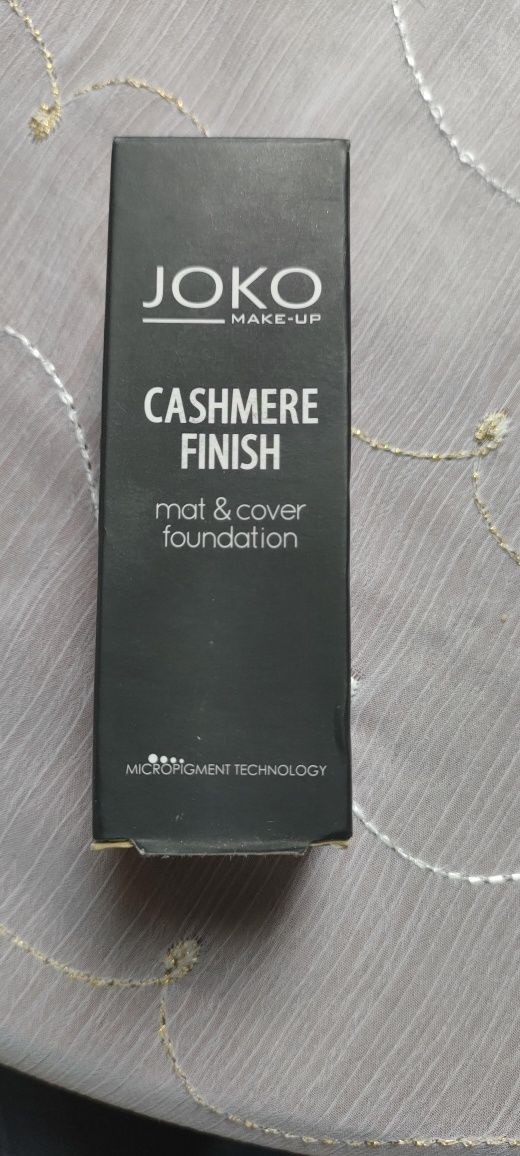 JOKO
MAKE-UP
CASHMERE
FINISH
mat & cover
foundation
MICROPIGMENT TECHNOLOGY